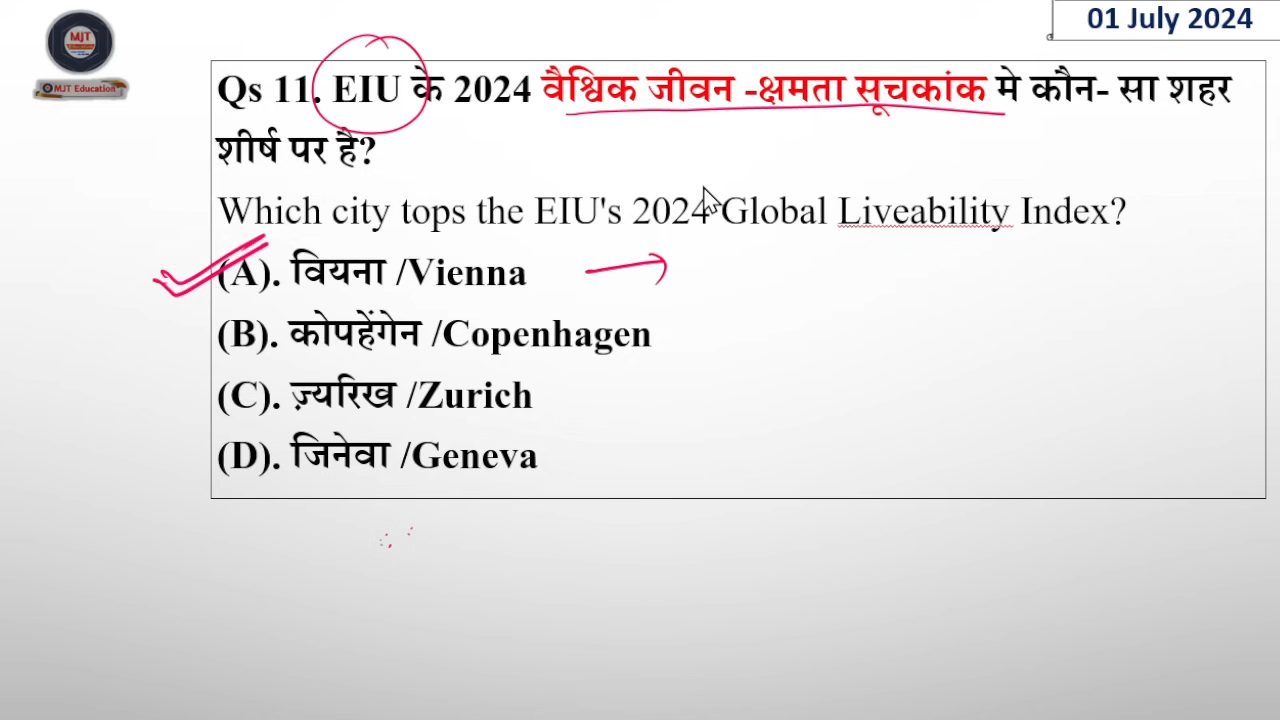 01 July 2024
MJT
MJT Education
Qs 11. EIU के 2024 वैश्विक जीवन -क्षमता सूचकांक मे कौन- सा शहर
शीर्ष पर है?
Which city tops the EIU's 2024 Global Liveability Index?
(A). वियना /Vienna
(B). कोपहेंगेन /Copenhagen
(C). ज़्यरिख /Zurich
(D). जिनेवा /Geneva